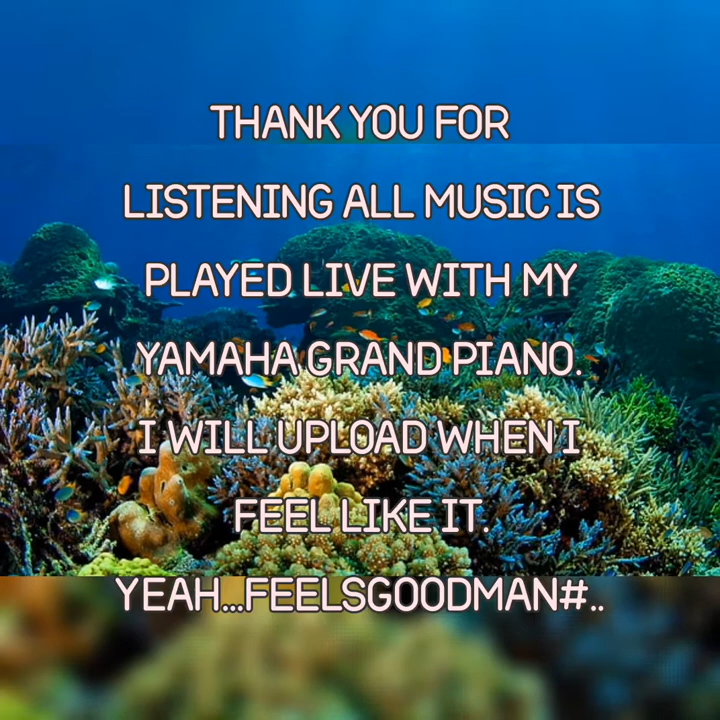 THANK YOU FOR
LISTENING ALL MUSIC IS
PLAYED LIVE WITH MY
YAMAHA GRAND PIANO.
I WILL UPLOAD WHEN I
FEEL LIKE IT.
YEAH...FEELSGOODMAN#..